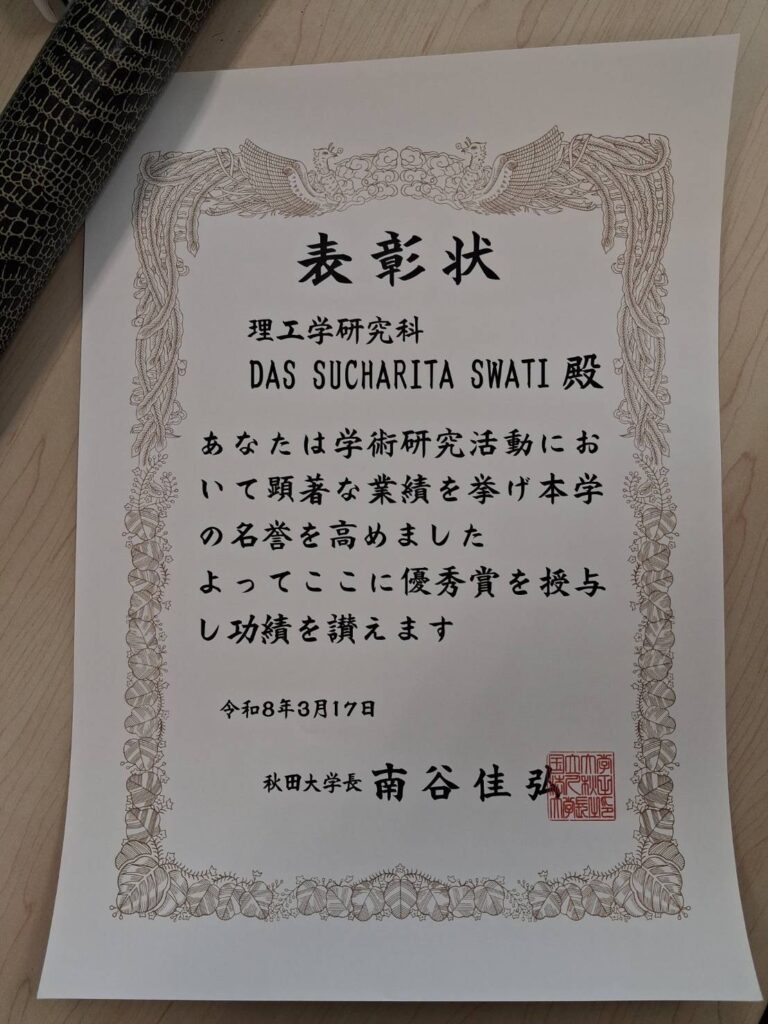 表彰状
理工学研究科
DAS SUCHARITA SWATI 殿
あなたは学術研究活動にお
いて顕著な業績を挙げ本学
の名誉を高めました
よってここに優秀賞を授与
し功績を讃えます
令和8年3月17日
秋田大学長 南谷佳弘